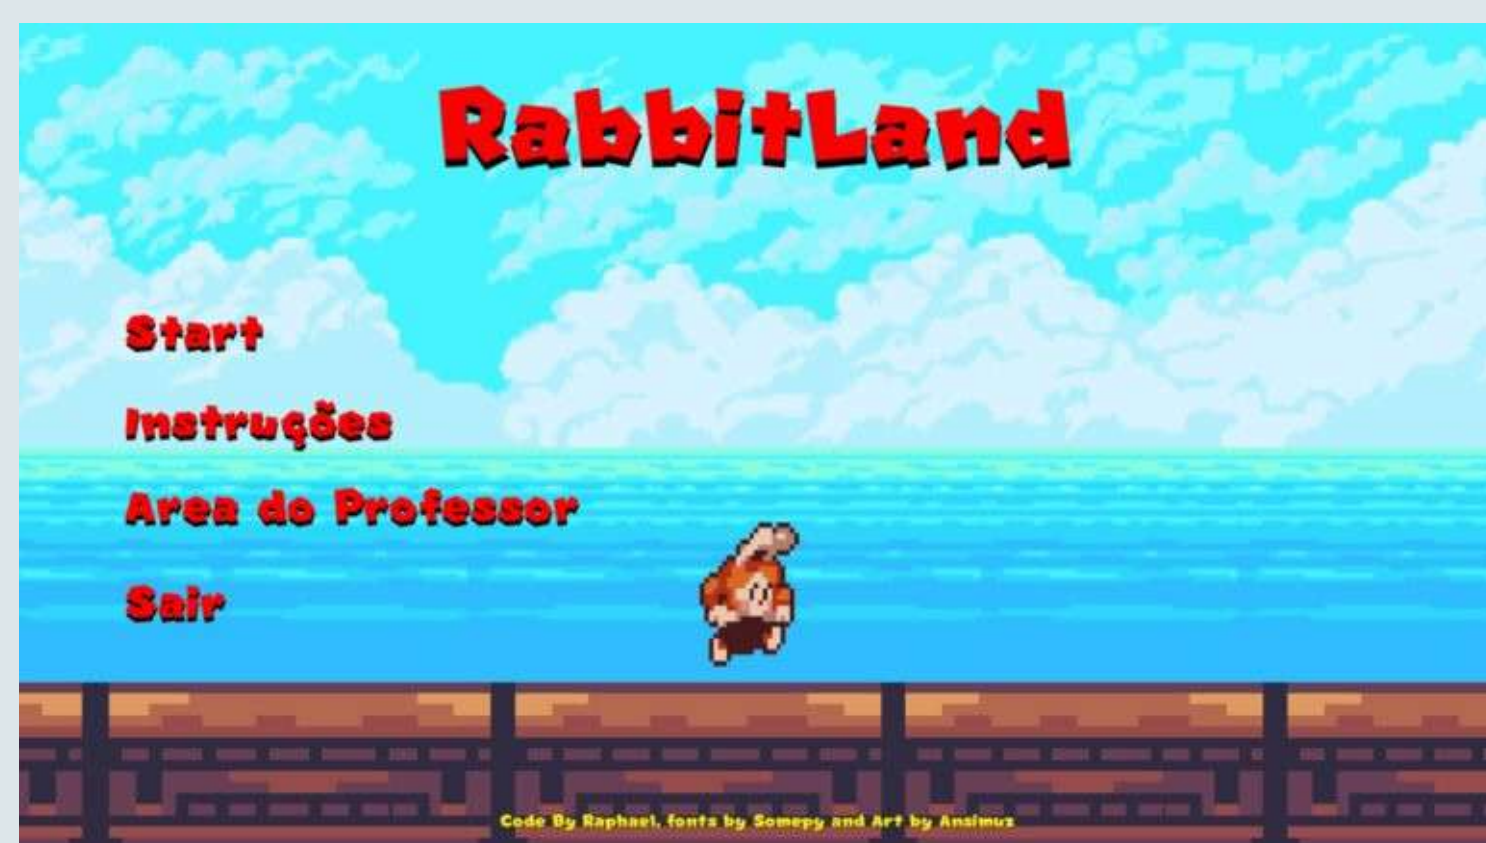 RabbitLand
Start
Instruções
Area do Professor
Sair
Code By Raphael, fonts by Somepy and Art by Ansimuz